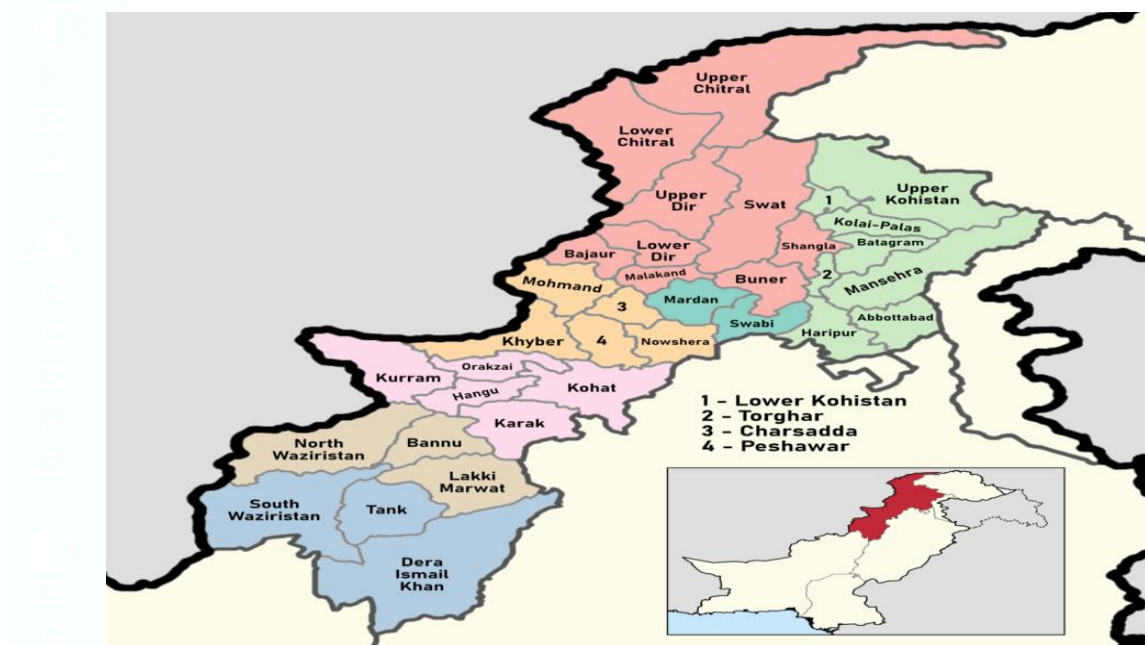 Upper
Chitral
Lower
Chitral
Upper
Dir
Swat
Upper
Kohistan
1
Kolai-Palas
Batagram
Shangla
Lower
Dir
Bajaur
Malakand
Buner
2
Mansehra
Mohmand
3
Mardan
Swabi
Abbottabad
Haripur
Khyber
4
Nowshera
Orakzai
Kurram
Hangu
Kohat
Karak
1 - Lower Kohistan
2 - Torghar
3 - Charsadda
4 - Peshawar
North
Waziristan
Bannu
Lakki
Marwat
South
Waziristan
Tank
Dera
Ismail
Khan